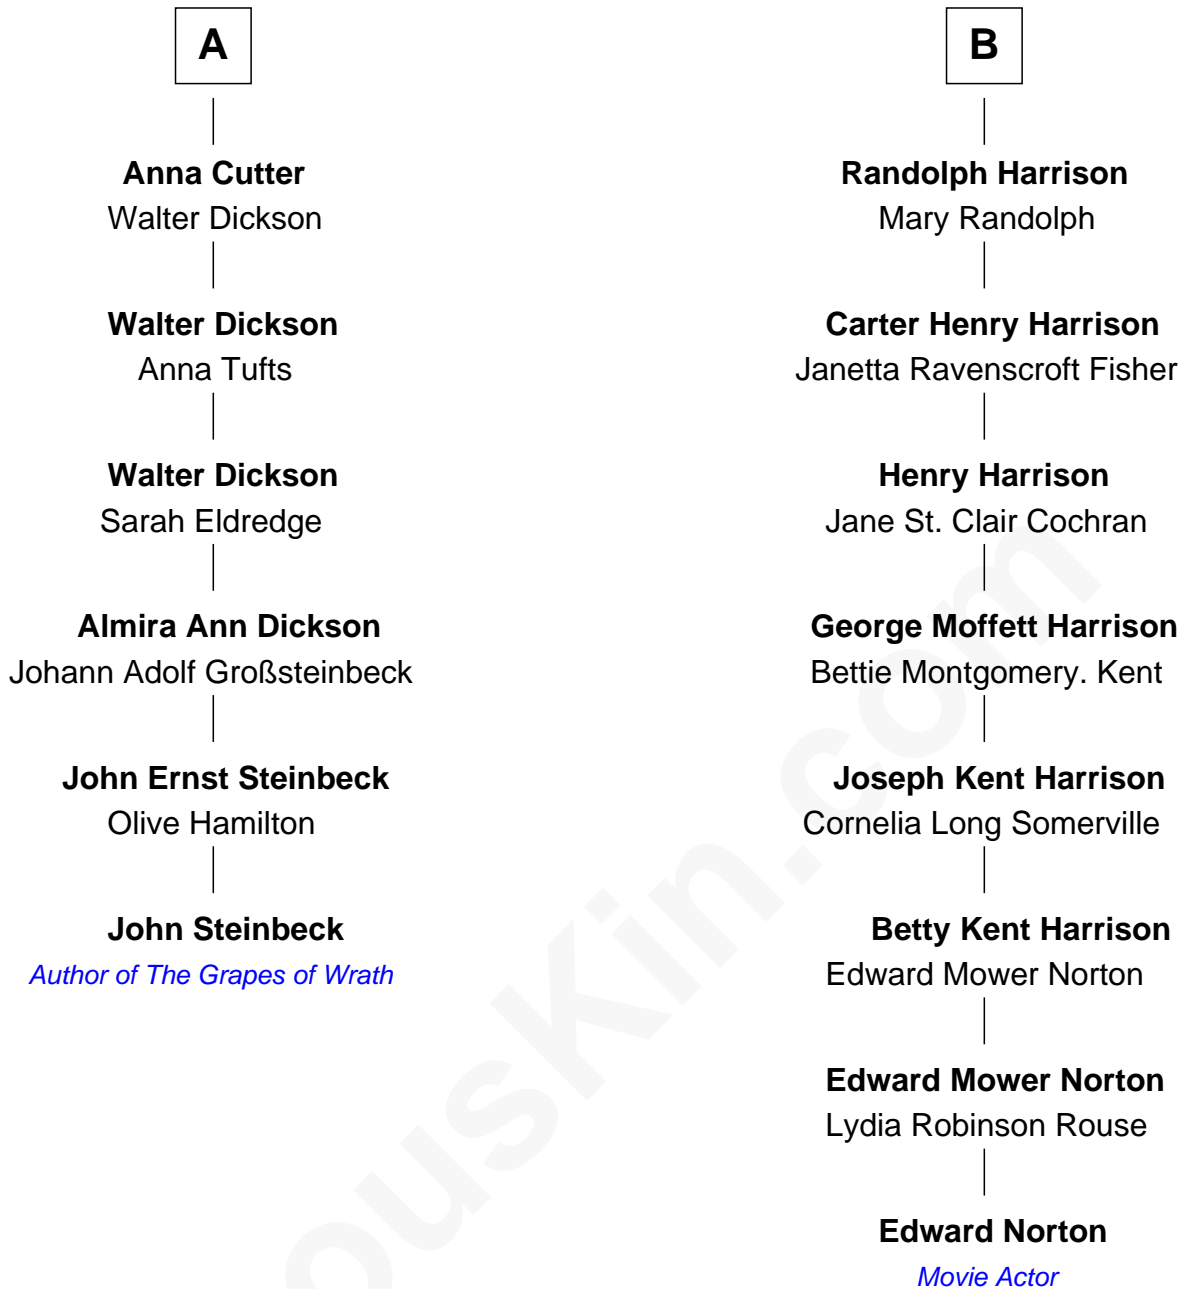 A
Anna Cutter
Walter Dickson
Walter Dickson
Anna Tufts
Walter Dickson
Sarah Eldredge
Almira Ann Dickson
Johann Adolf Großsteinbeck
John Ernst Steinbeck
Olive Hamilton
John Steinbeck
Author of The Grapes of Wrath
B
Randolph Harrison
Mary Randolph
Carter Henry Harrison
Janetta Ravenscroft Fisher
Henry Harrison
Jane St. Clair Cochran
George Moffett Harrison
Bettie Montgomery. Kent
Joseph Kent Harrison
Cornelia Long Somerville
Betty Kent Harrison
Edward Mower Norton
Edward Mower Norton
Lydia Robinson Rouse
Edward Norton
Movie Actor
ousKin.com